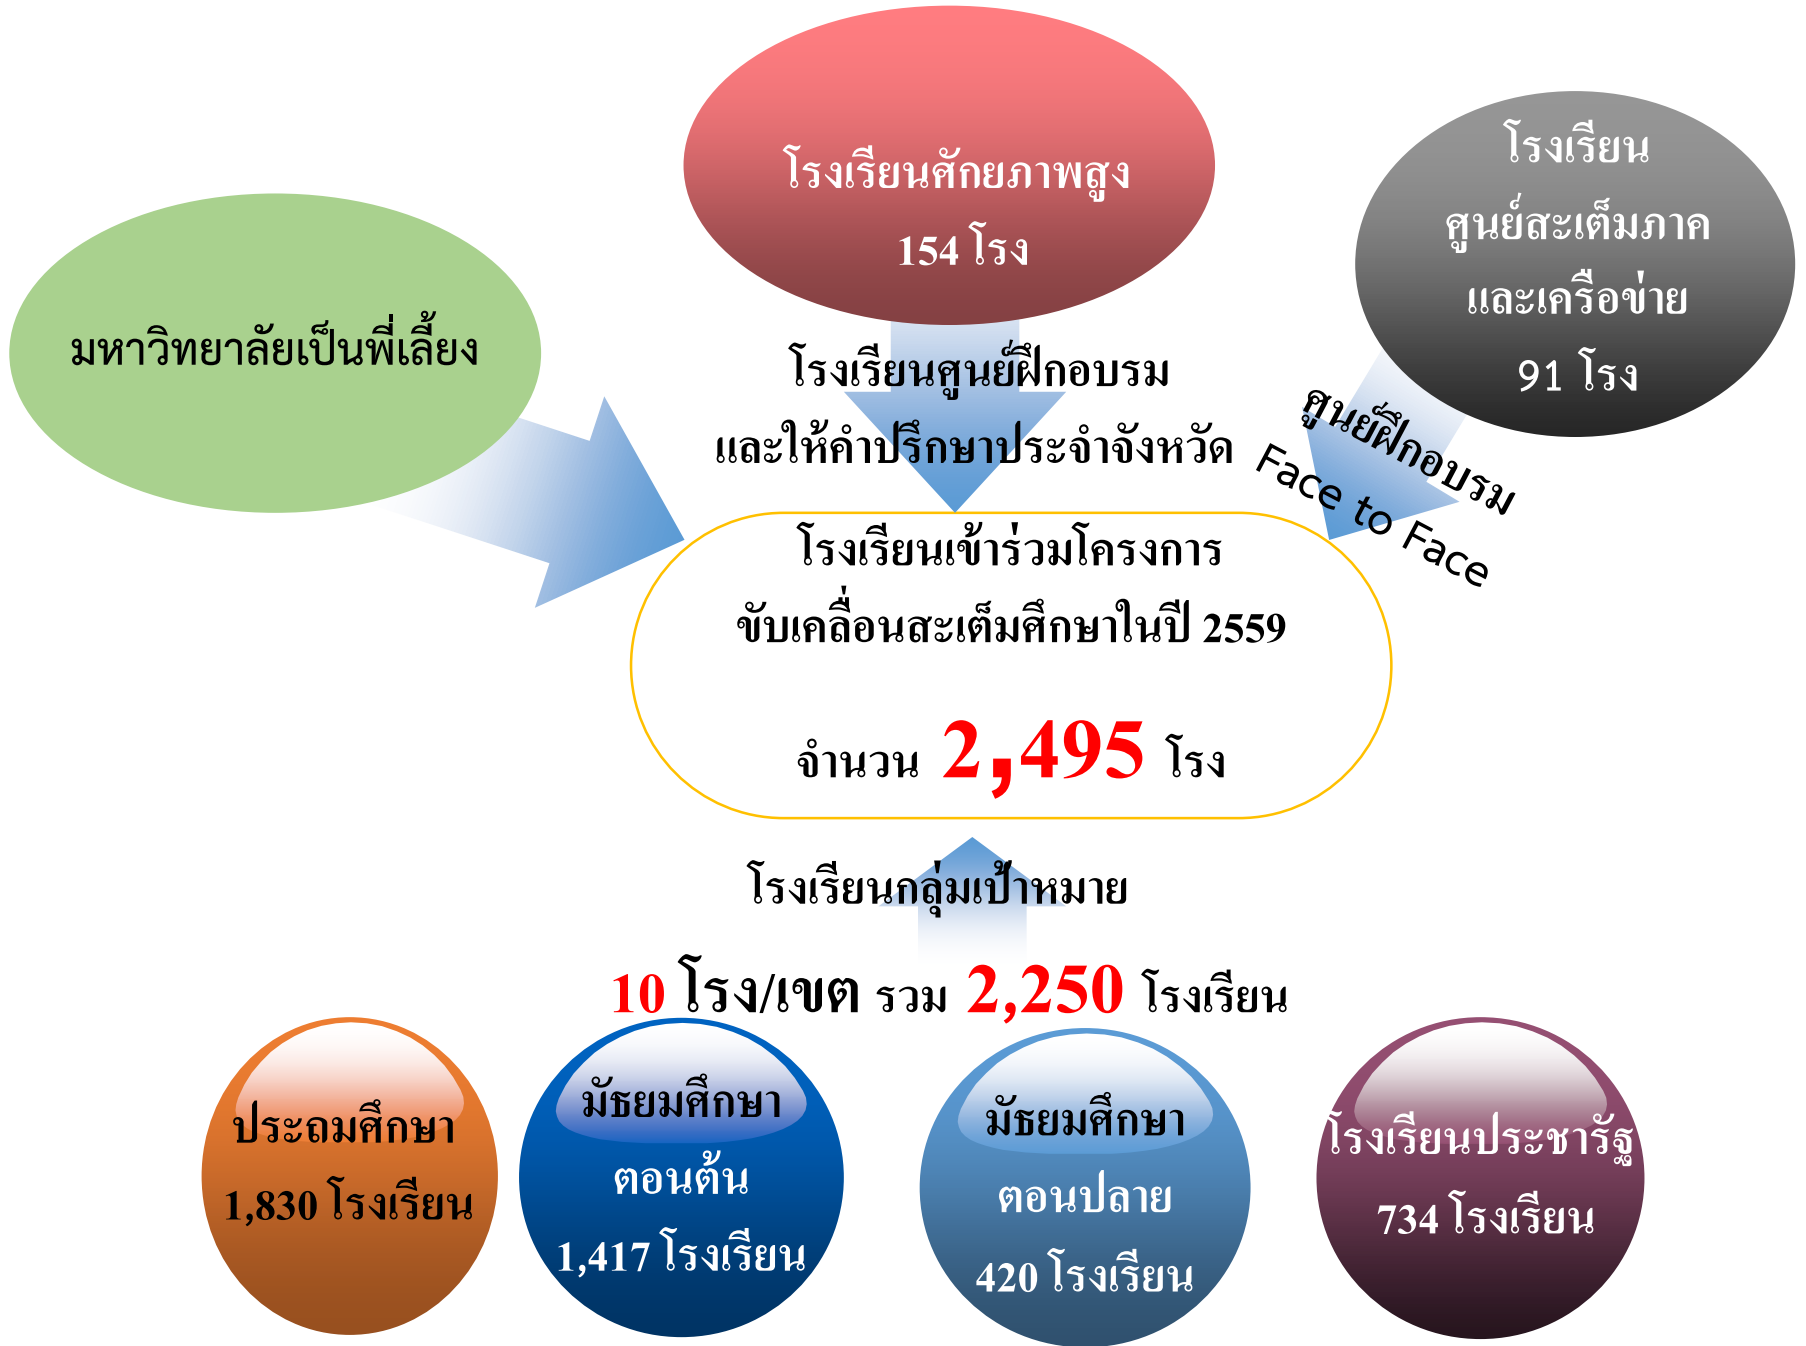 โรงเรียนศักยภาพสูง
154 โรง
โรงเรียน
ศูนย์สะเต็มภาค
และเครือข่าย
91 โรง
มหาวิทยาลัยเป็นพี่เลี้ยง
โรงเรียนศูนย์ฝึกอบรม
และให้คำปรึกษาประจำจังหวัด
ศูนย์ฝึกอบรม
Face to Face
โรงเรียนเข้าร่วมโครงการ
ขับเคลื่อนสะเต็มศึกษาในปี 2559
จำนวน 2,495 โรง
โรงเรียนกลุ่มเป้าหมาย
10 โรง/เขต รวม 2,250 โรงเรียน
ประถมศึกษา
1,830 โรงเรียน
มัธยมศึกษา
ตอนต้น
1,417 โรงเรียน
มัธยมศึกษา
ตอนปลาย
420 โรงเรียน
โรงเรียนประชารัฐ
734 โรงเรียน